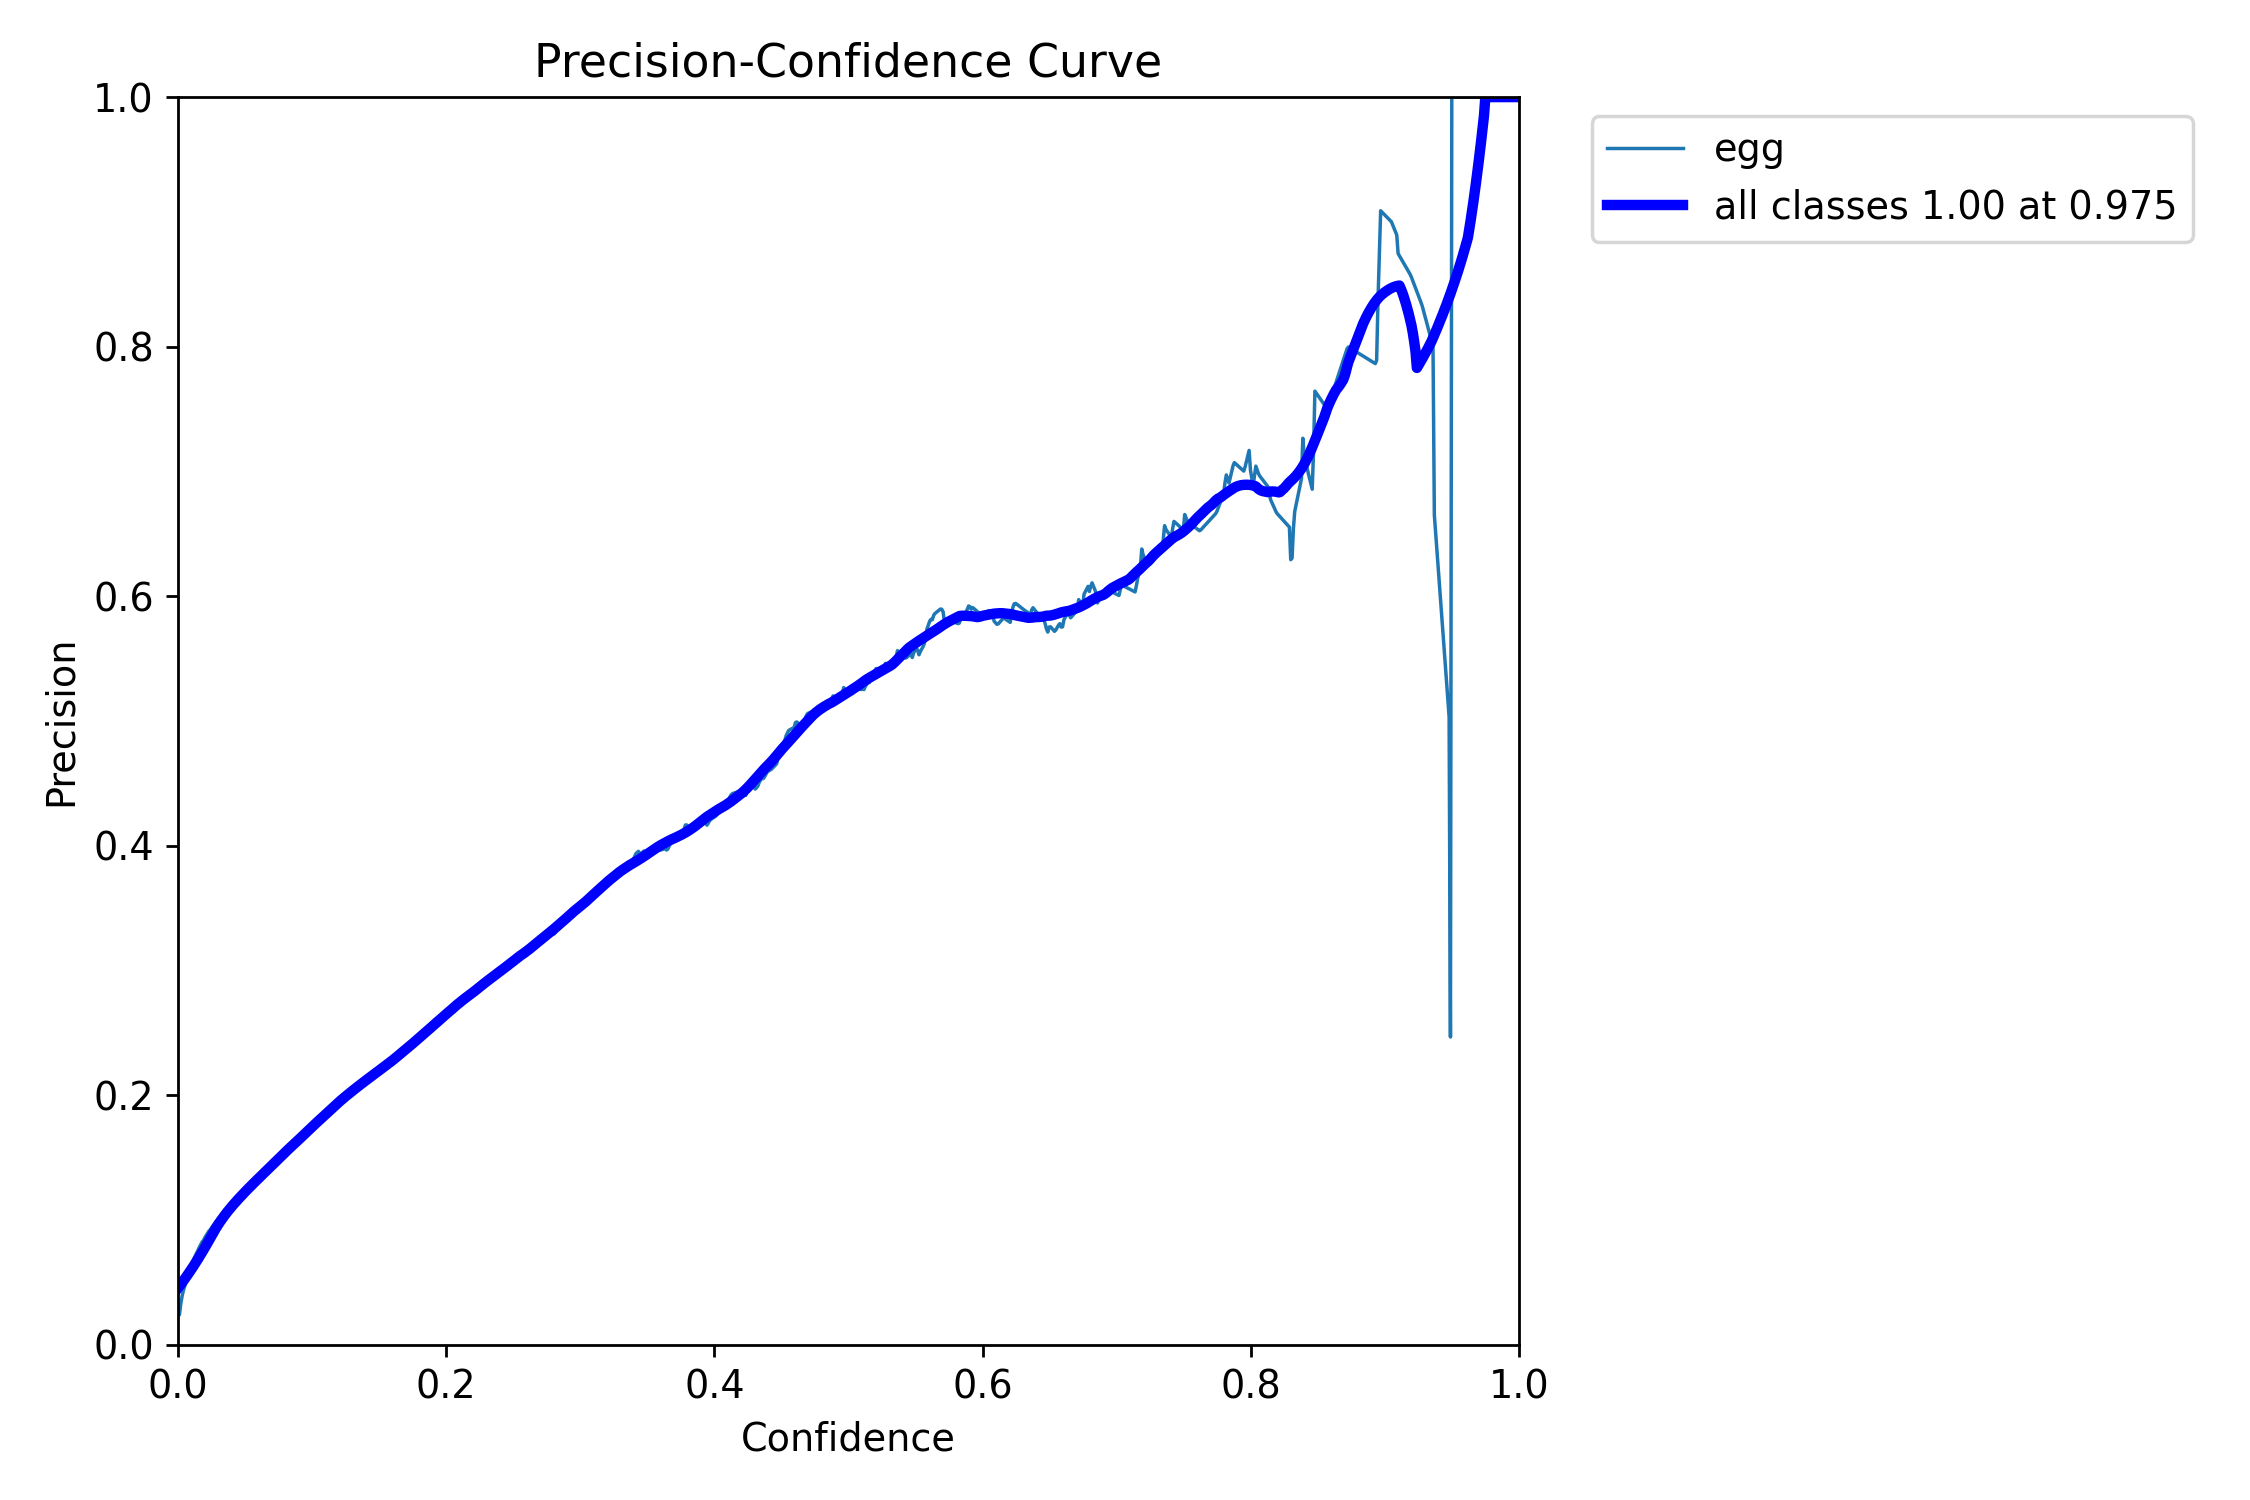 Precision-Confidence Curve
1.0
0.8
0.6
0.4
0.2
0.0
Precision
0.0 0.2 0.4 0.6 0.8 1.0
Confidence
egg
all classes 1.00 at 0.975